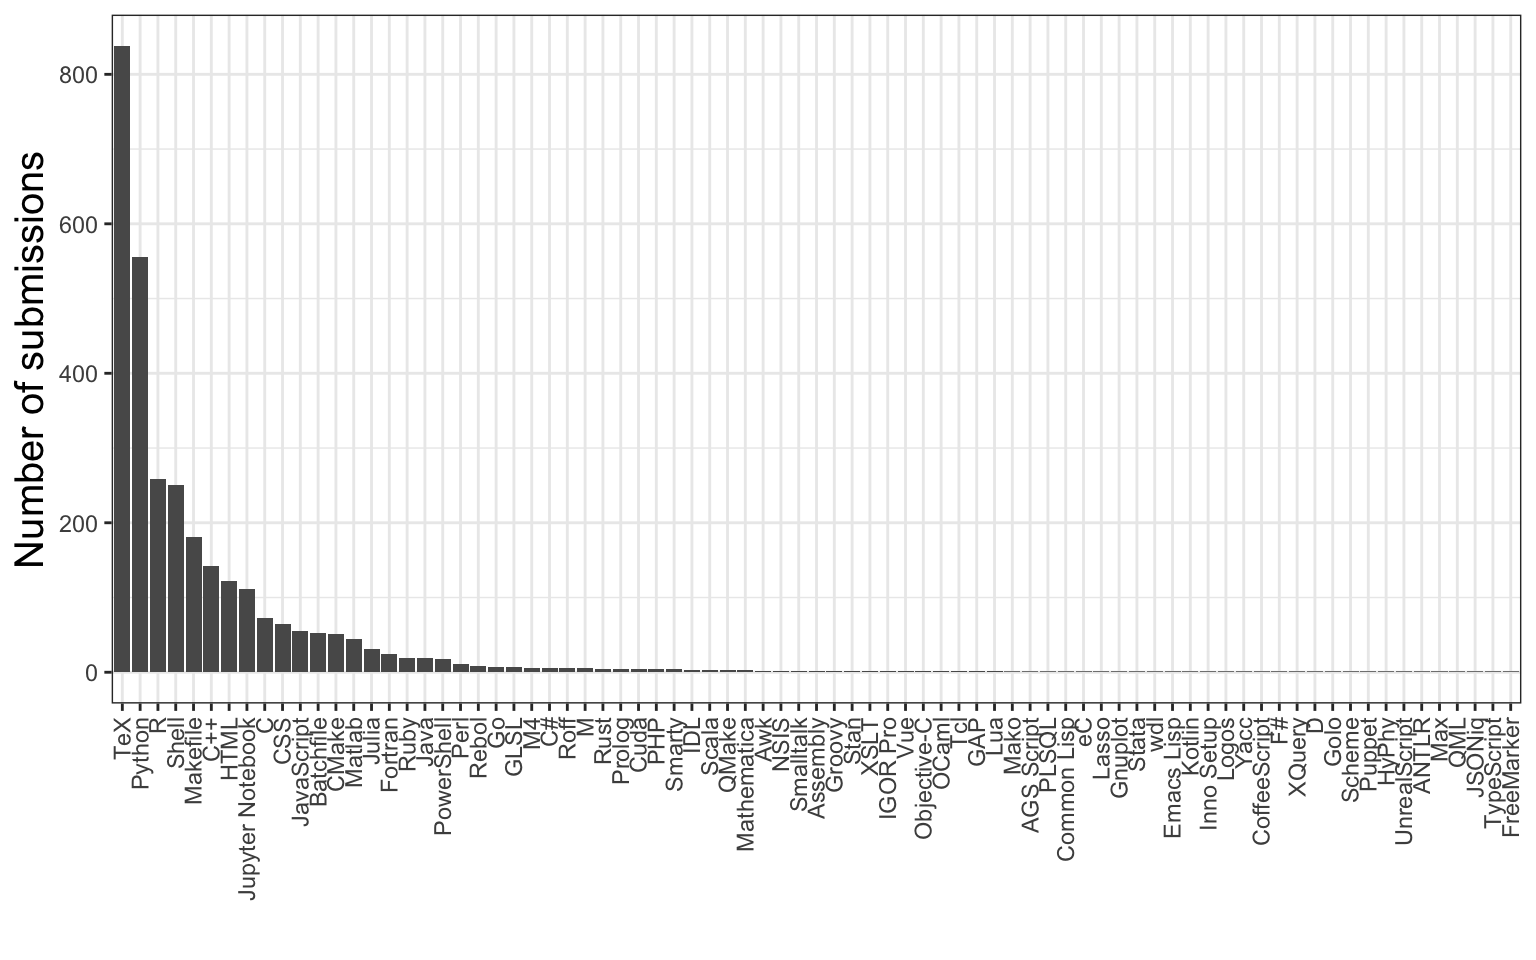 Number of submissions
800
600
400
200
0
TeX
Python
R
Shell
Makefile
C++
HTML
Jupyter Notebook
C
CSS
JavaScript
Batchfile
CMake
Matlab
Julia
Fortran
Ruby
Java
PowerShell
Perl
Rebol
Go
GLSL
M4
C#
Roff
M
Rust
Prolog
Cuda
PHP
Smarty
IDL
Scala
QMake
Mathematica
Awk
NSIS
Smalltalk
Assembly
Groovy
Stan
XSLT
IGOR Pro
Vue
Objective-C
OCaml
Tcl
GAP
Lua
Mako
AGS Script
PLSQL
Common Lisp
eC
Lasso
Gnuplot
Stata
wdl
Emacs Lisp
Kotlin
Inno Setup
Logos
Yacc
CoffeeScript
F#
XQuery
D
Golo
Scheme
Puppet
HyPhy
UnrealScript
ANTLR
Max
QML
JSONiq
TypeScript
FreeMarker